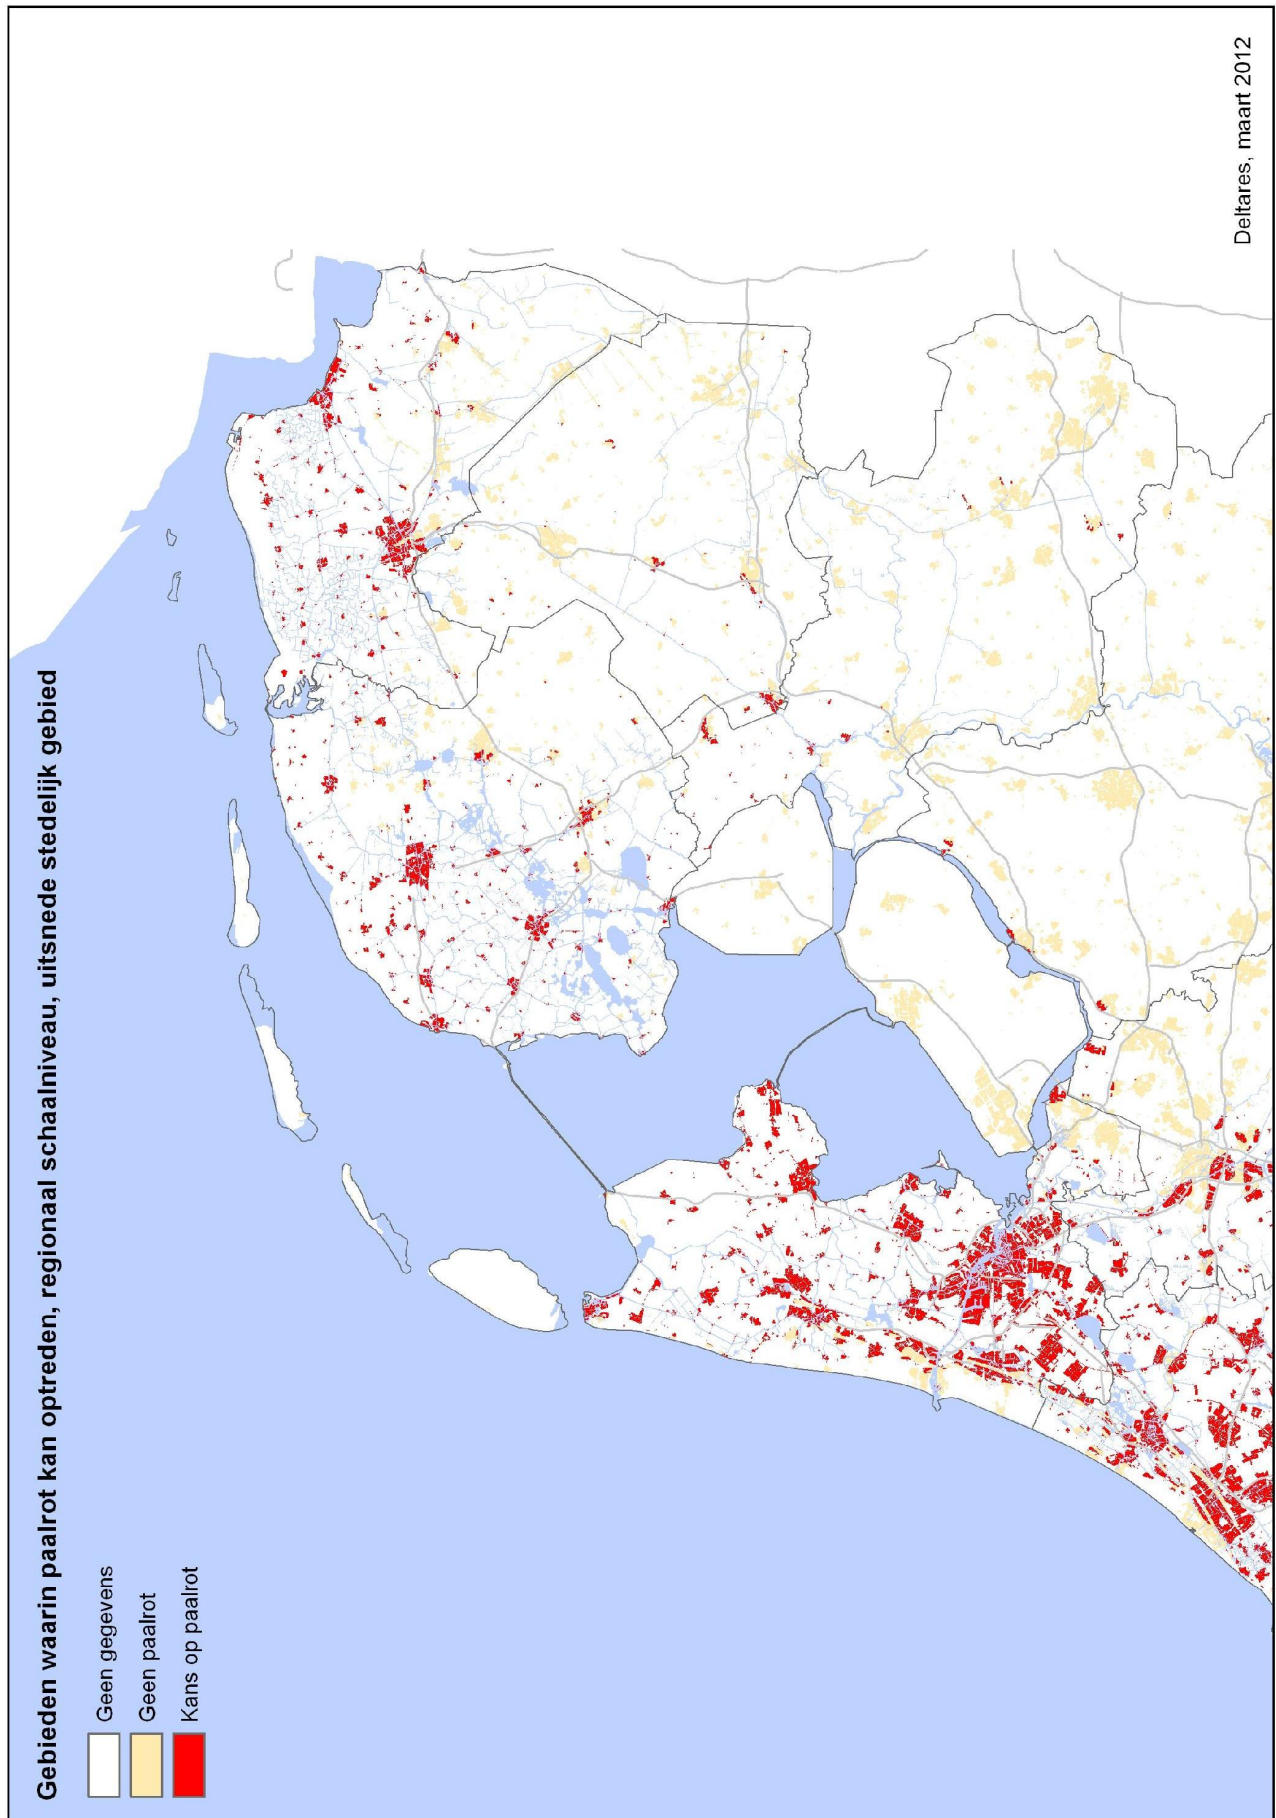 Gebieden waarin paalrot kan optreden, regionaal schaalniveau, uitsnede stedelijk gebied
Geen gegevens
Geen paalrot
Kans op paalrot
Deltares, maart 2012